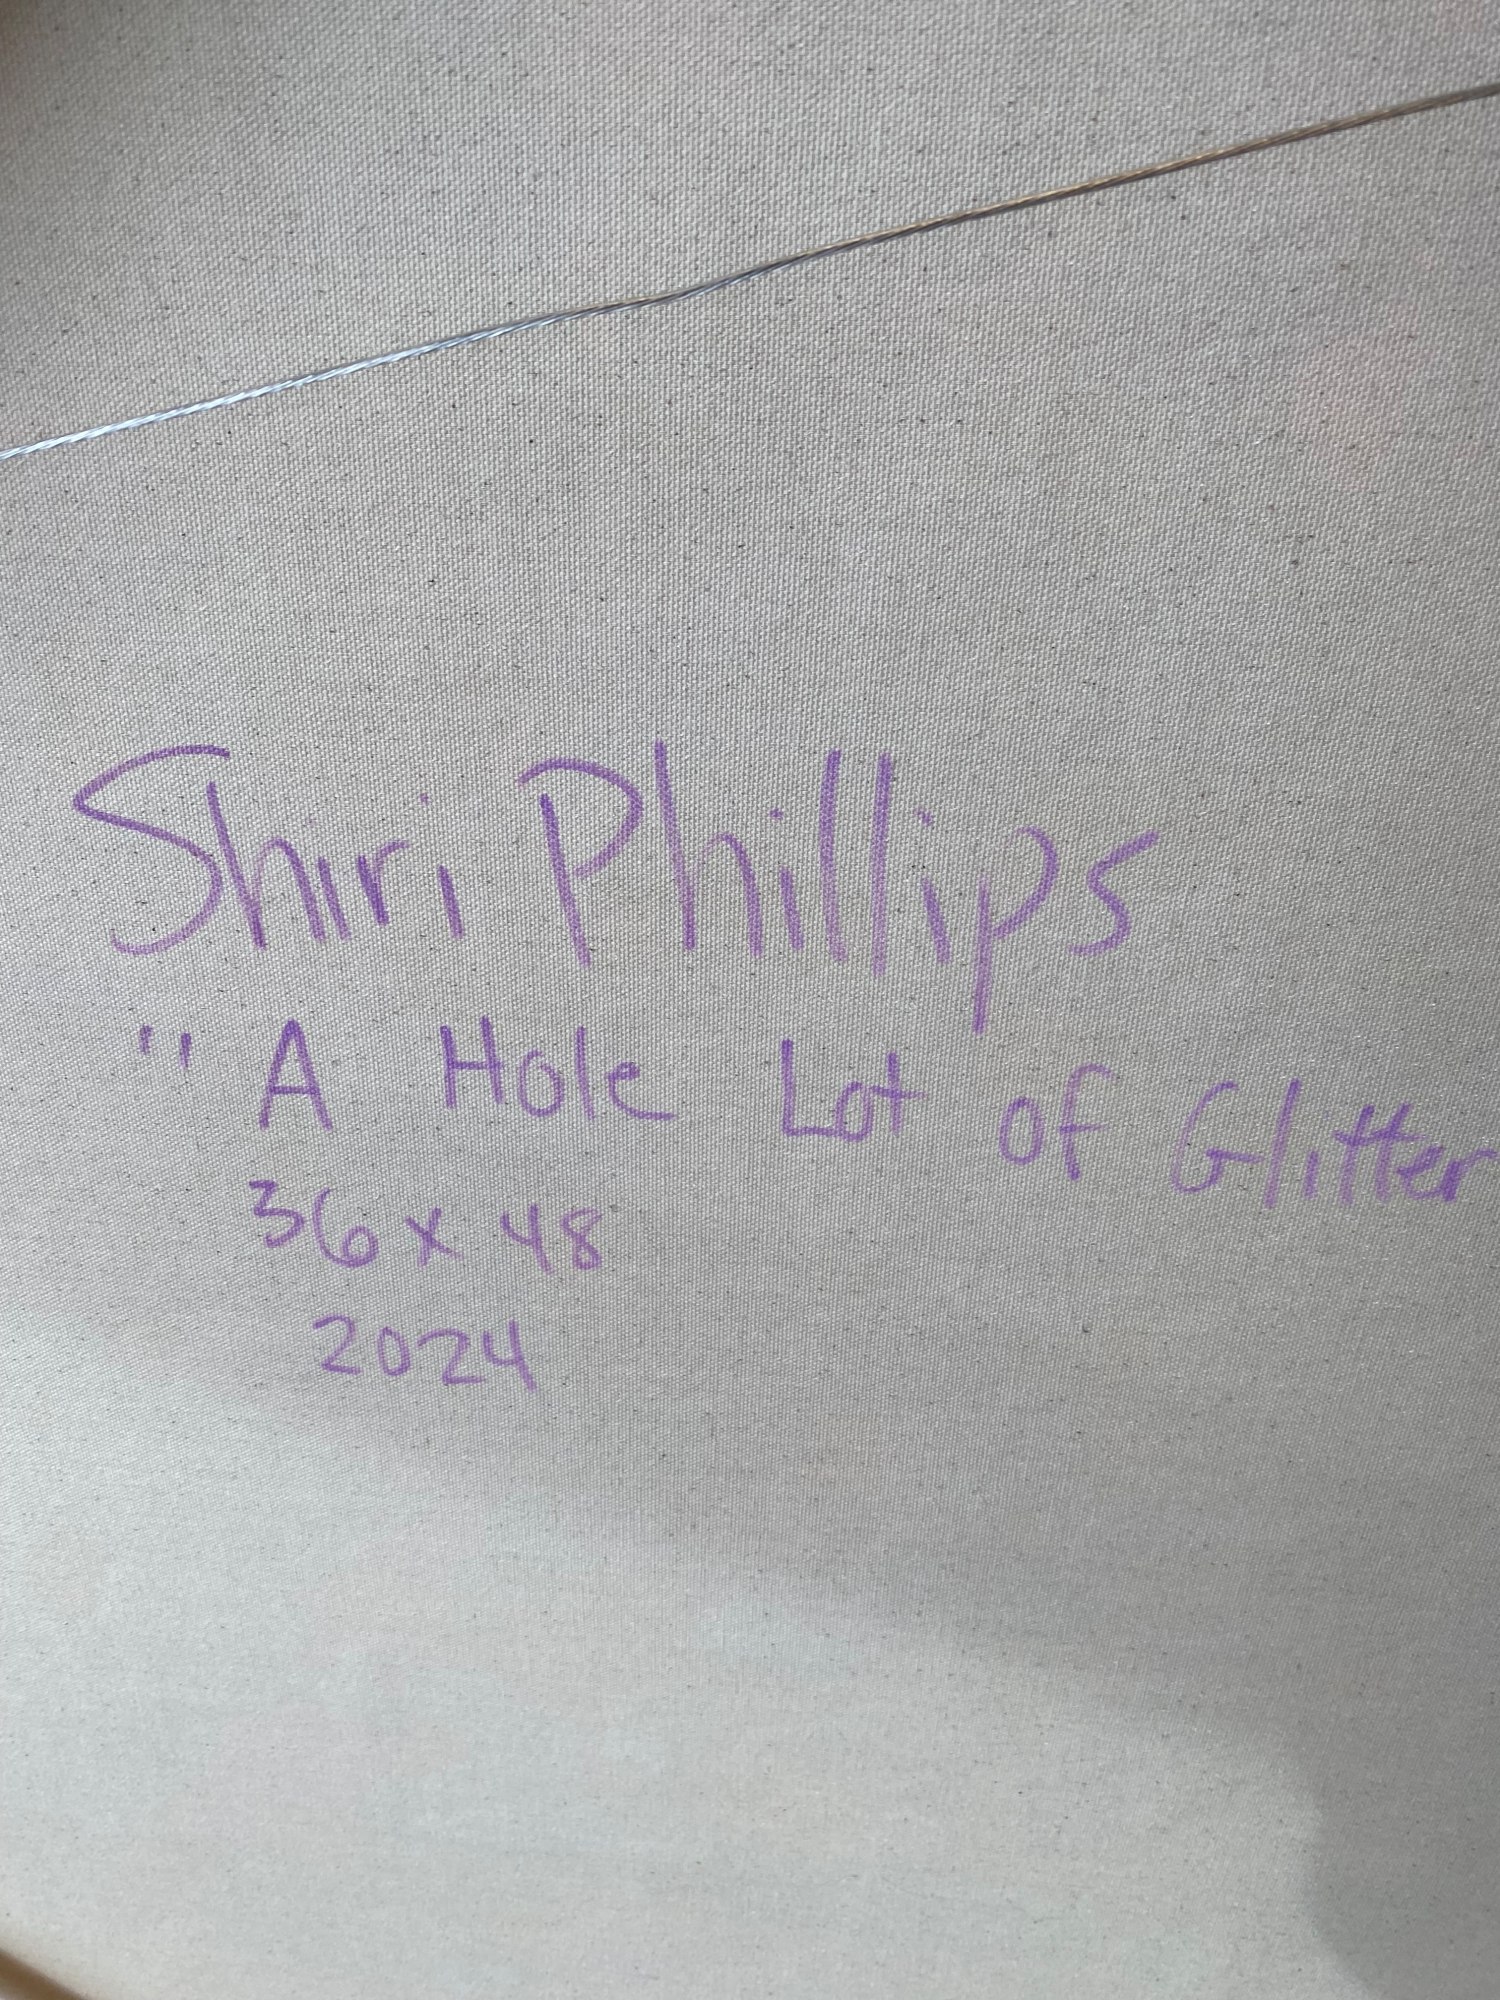 Shiri Phillips
" A Hole Lot of Glitter
36 x 48
2024